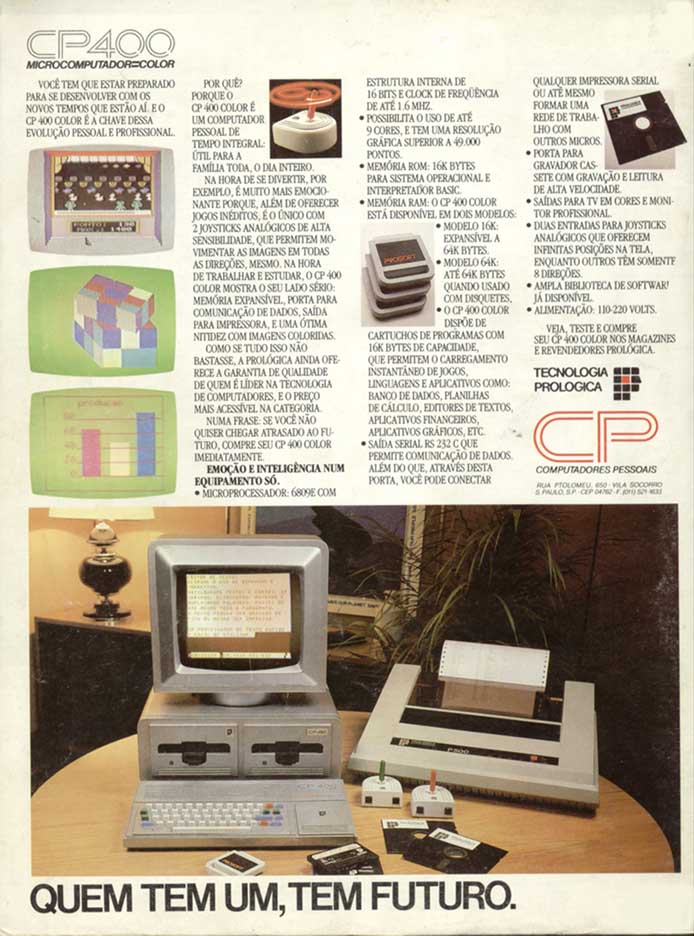 CP400
MICROCOMPUTADOR=COLOR
VOCÊ TEM QUE ESTAR PREPARADO
PARA SE DESENVOLVER COM OS
NOVOS TEMPOS QUE ESTÃO AÍ. E O
CP 400 COLOR É A CHAVE DESSA
EVOLUÇÃO PESSOAL E PROFISSIONAL.
producao
POR QUÊ?
PORQUE O
CP 400 COLOR É
UM COMPUTADOR
PESSOAL DE
TEMPO INTEGRAL:
ÚTIL PARA A
FAMÍLIA TODA, O DIA INTEIRO.
NA HORA DE SE DIVERTIR, POR
EXEMPLO, É MUITO MAIS EMOCIO-
NANTE PORQUE, ALÉM DE OFERECER
JOGOS INÉDITOS, É O ÚNICO COM
2 JOYSTICKS ANALÓGICOS DE ALTA
SENSIBILIDADE, QUE PERMITEM MO-
VIMENTAR AS IMAGENS EM TODAS
AS DIREÇÕES, MESMO. NA HORA
DE TRABALHAR E ESTUDAR, O CP 400
COLOR MOSTRA O SEU LADO SÉRIO:
MEMÓRIA EXPANSÍVEL, PORTA PARA
COMUNICAÇÃO DE DADOS, SAÍDA
PARA IMPRESSORA, E UMA ÓTIMA
NITIDEZ COM IMAGENS COLORIDAS.
COMO SE TUDO ISSO NÃO
BASTASSE, A PROLÓGICA AINDA OFE-
RECE A GARANTIA DE QUALIDADE
DE QUEM É LÍDER NA TECNOLOGIA
DE COMPUTADORES, E O PREÇO
MAIS ACESSÍVEL NA CATEGORIA.
NUMA FRASE: SE VOCÊ NÃO
QUISER CHEGAR ATRASADO AO FU-
TURO, COMPRE SEU CP 400 COLOR
IMEDIATAMENTE.
EMOÇÃO E INTELIGÊNCIA NUM
EQUIPAMENTO SÓ.
• MICROPROCESSADOR: 6809E COM
ESTRUTURA INTERNA DE
16 BITS E CLOCK DE FREQÜÊNCIA
DE ATÉ 1.6 MHZ.
• POSSIBILITA O USO DE ATÉ
9 CORES, E TEM UMA RESOLUÇÃO
GRÁFICA SUPERIOR A 49.000
PONTOS.
• MEMÓRIA ROM: 16K BYTES
PARA SISTEMA OPERACIONAL E
INTERPRETADOR BASIC.
• MEMÓRIA RAM: O CP 400 COLOR
ESTÁ DISPONÍVEL EM DOIS MODELOS:
• MODELO 16K:
EXPANSÍVEL A
64K BYTES.
• MODELO 64K:
ATÉ 64K BYTES
QUANDO USADO
COM DISQUETES.
• O CP 400 COLOR
DISPÕE DE
CARTUCHOS DE PROGRAMAS COM
16K BYTES DE CAPACIDADE,
QUE PERMITEM O CARREGAMENTO
INSTANTÂNEO DE JOGOS,
LINGUAGENS E APLICATIVOS COMO:
BANCO DE DADOS, PLANILHAS
DE CÁLCULO, EDITORES DE TEXTOS,
APLICATIVOS FINANCEIROS,
APLICATIVOS GRÁFICOS, ETC.
• SAÍDA SERIAL RS 232 C QUE
PERMITE COMUNICAÇÃO DE DADOS.
ALÉM DO QUE, ATRAVÉS DESTA
PORTA, VOCÊ PODE CONECTAR
PROSOFT
QUALQUER IMPRESSORA SERIAL
OU ATÉ MESMO
FORMAR UMA
REDE DE TRABA-
LHO COM
OUTROS MICROS.
• PORTA PARA
GRAVADOR CAS-
SETE COM GRAVAÇÃO E LEITURA
DE ALTA VELOCIDADE.
• SAÍDAS PARA TV EM CORES E MONI-
TOR PROFISSIONAL.
• DUAS ENTRADAS PARA JOYSTICKS
ANALÓGICOS QUE OFERECEM
INFINITAS POSIÇÕES NA TELA,
ENQUANTO OUTROS TÊM SOMENTE
8 DIREÇÕES.
• AMPLA BIBLIOTECA DE SOFTWAR!
JÁ DISPONÍVEL.
• ALIMENTAÇÃO: 110-220 VOLTS.
VEJA, TESTE E COMPRE
SEU CP 400 COLOR NOS MAGAZINES
E REVENDEDORES PROLÓGICA.
TECNOLOGIA
PROLOGICA
CP
COMPUTADORES PESSOAIS
RUA PTOLOMEU, 650 - VILA SOCORRO
S. PAULO, S.P. - CEP 04762 - F. (011) 521-1633
CP 400
P500
PROSOFT
QUEM TEM UM, TEM FUTURO.